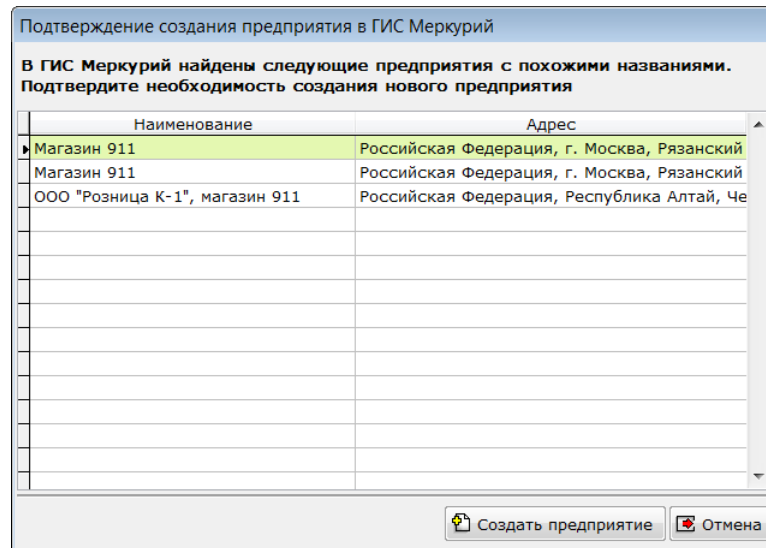 Подтверждение создания предприятия в ГИС Меркурий
В ГИС Меркурий найдены следующие предприятия с похожими названиями.
Подтвердите необходимость создания нового предприятия
Наименование Адрес
Магазин 911 Российская Федерация, г. Москва, Рязанский
Магазин 911 Российская Федерация, г. Москва, Рязанский
ООО "Розница К-1", магазин 911 Российская Федерация, Республика Алтай, Че
Создать предприятие Отмена